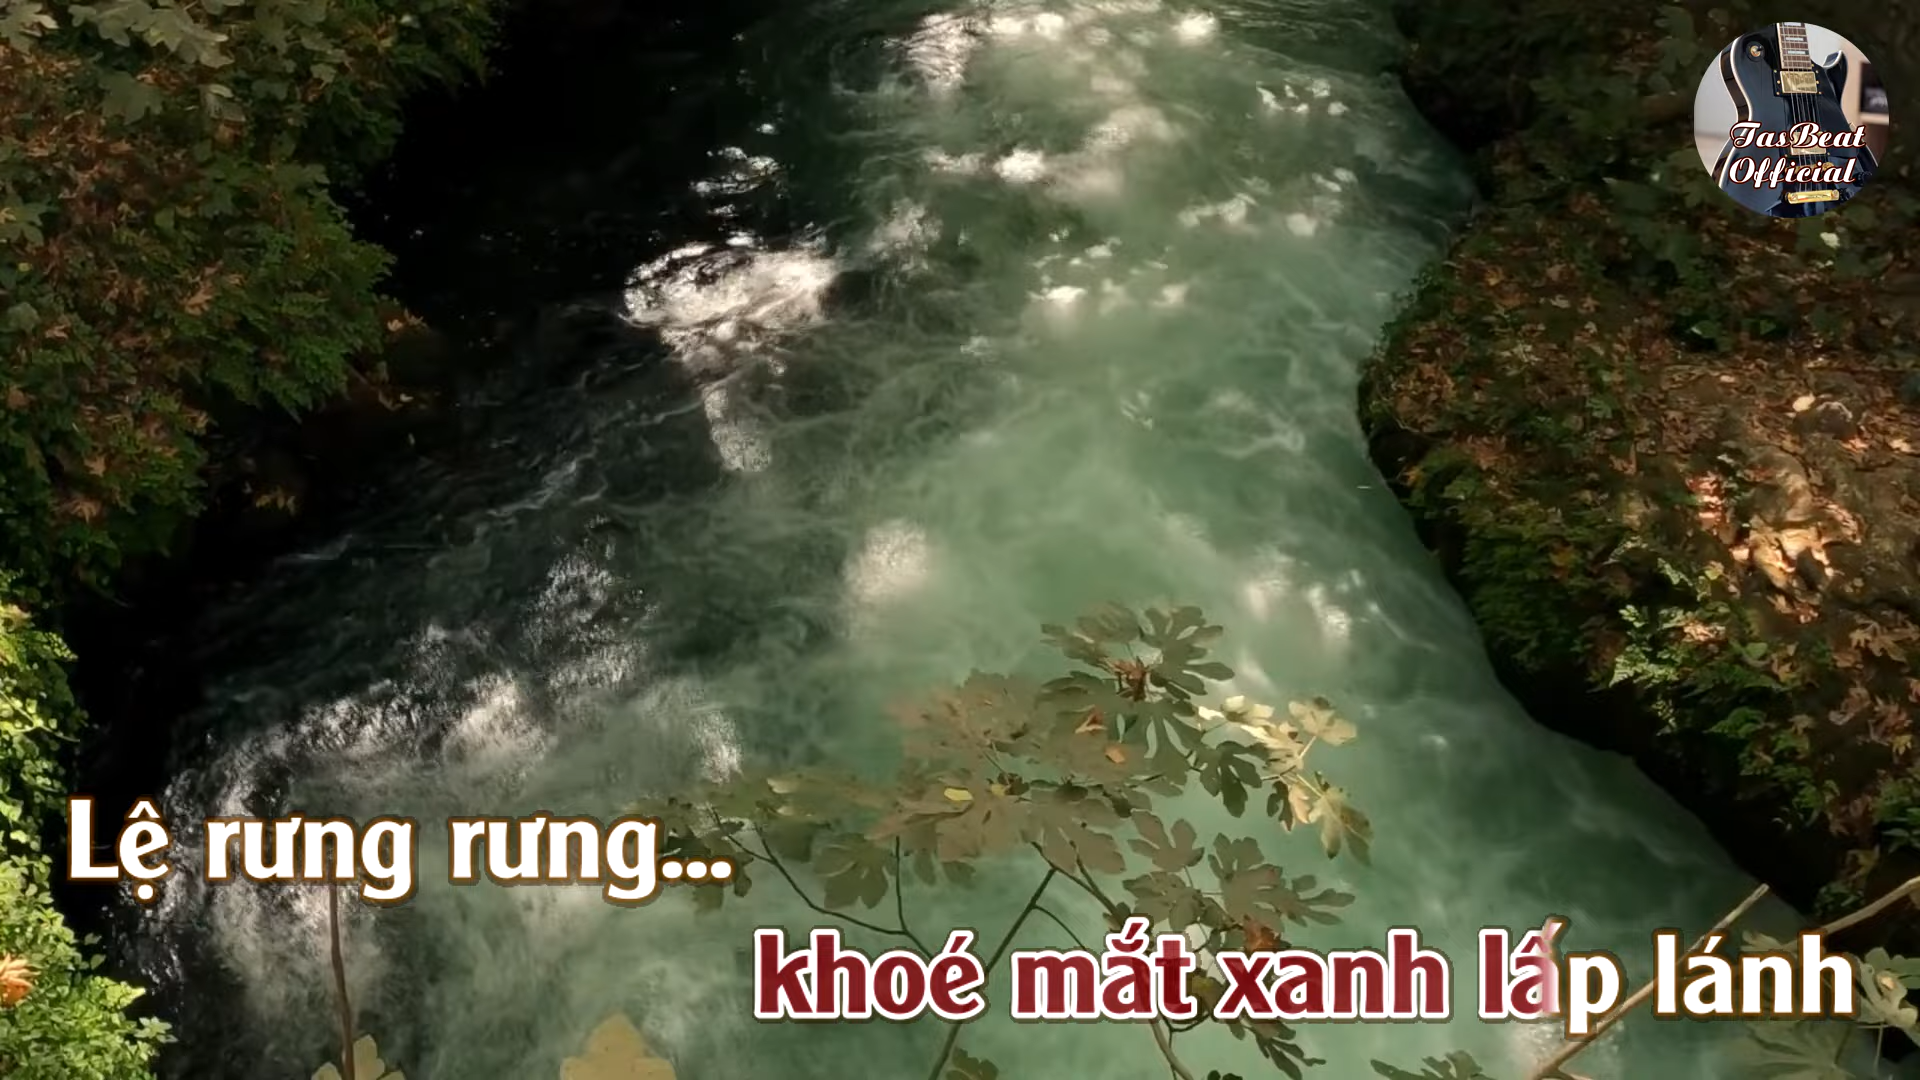 TasBeat
Official
Lệ rưng rưng...
khoé mắt xanh lấp lánh